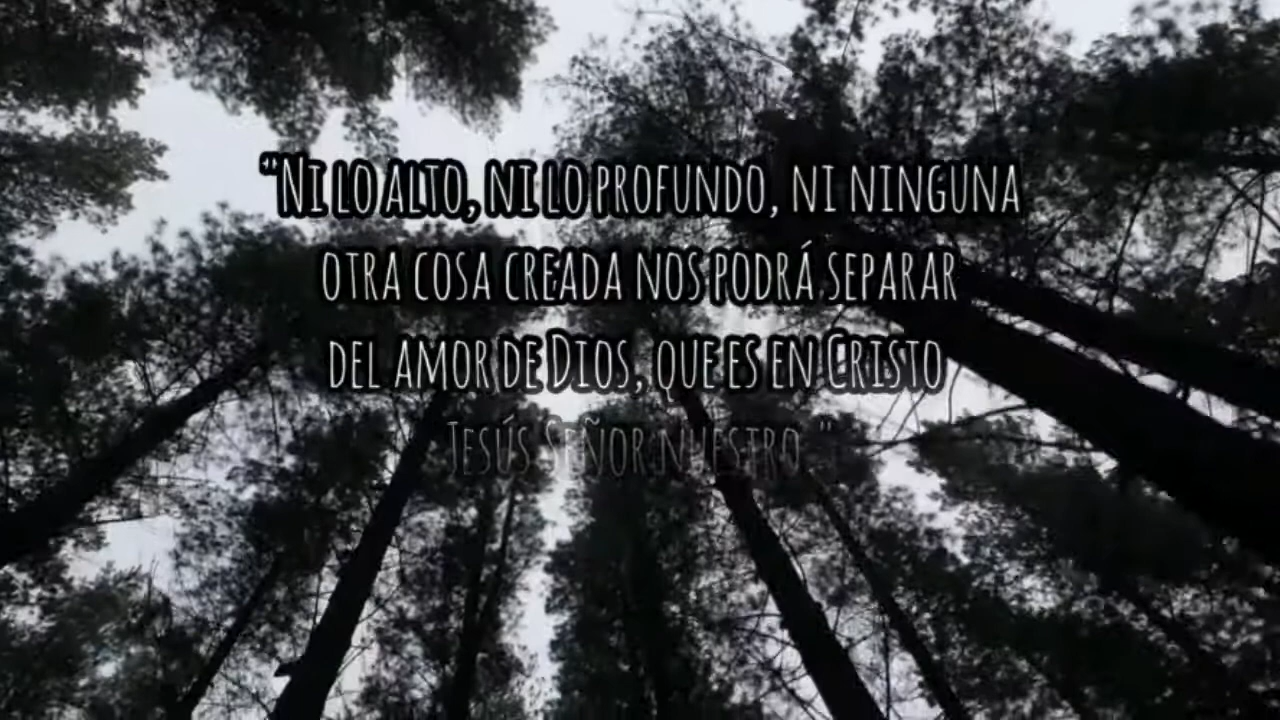 "Ni lo alto, ni lo profundo, ni ninguna
otra cosa creada nos podrá separar
del amor de Dios, que es en Cristo
Jesús Señor nuestro."